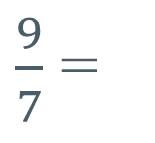 9/7 =